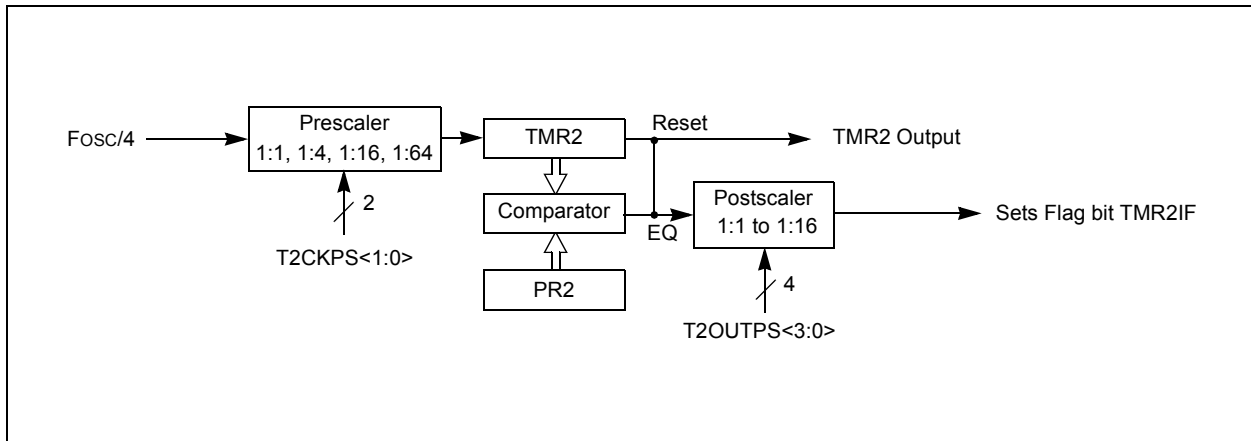 FOSC/4
Prescaler
1:1, 1:4, 1:16, 1:64
2
T2CKPS<1:0>
TMR2
Reset
TMR2 Output
Comparator
EQ
PR2
Postscaler
1:1 to 1:16
4
T2OUTPS<3:0>
Sets Flag bit TMR2IF